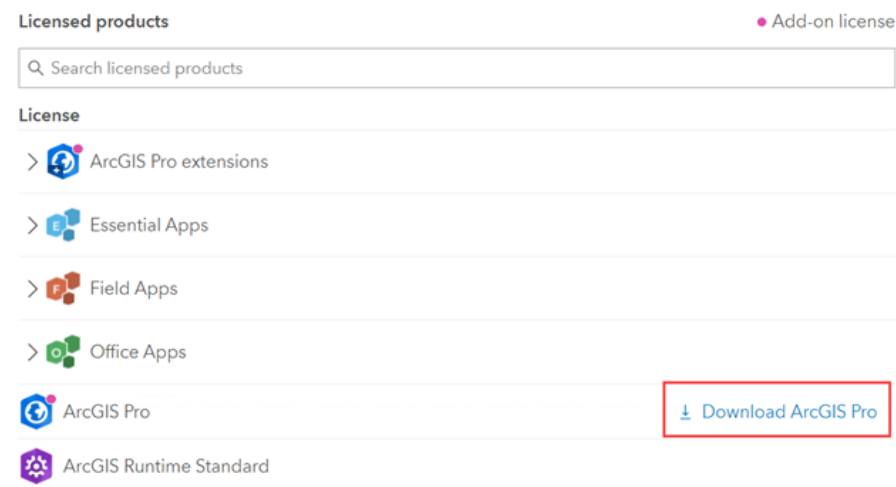 Licensed products
Add-on license
Search licensed products
License
ArcGIS Pro extensions
E
Essential Apps
F
Field Apps
O
Office Apps
ArcGIS Pro
Download ArcGIS Pro
ArcGIS Runtime Standard